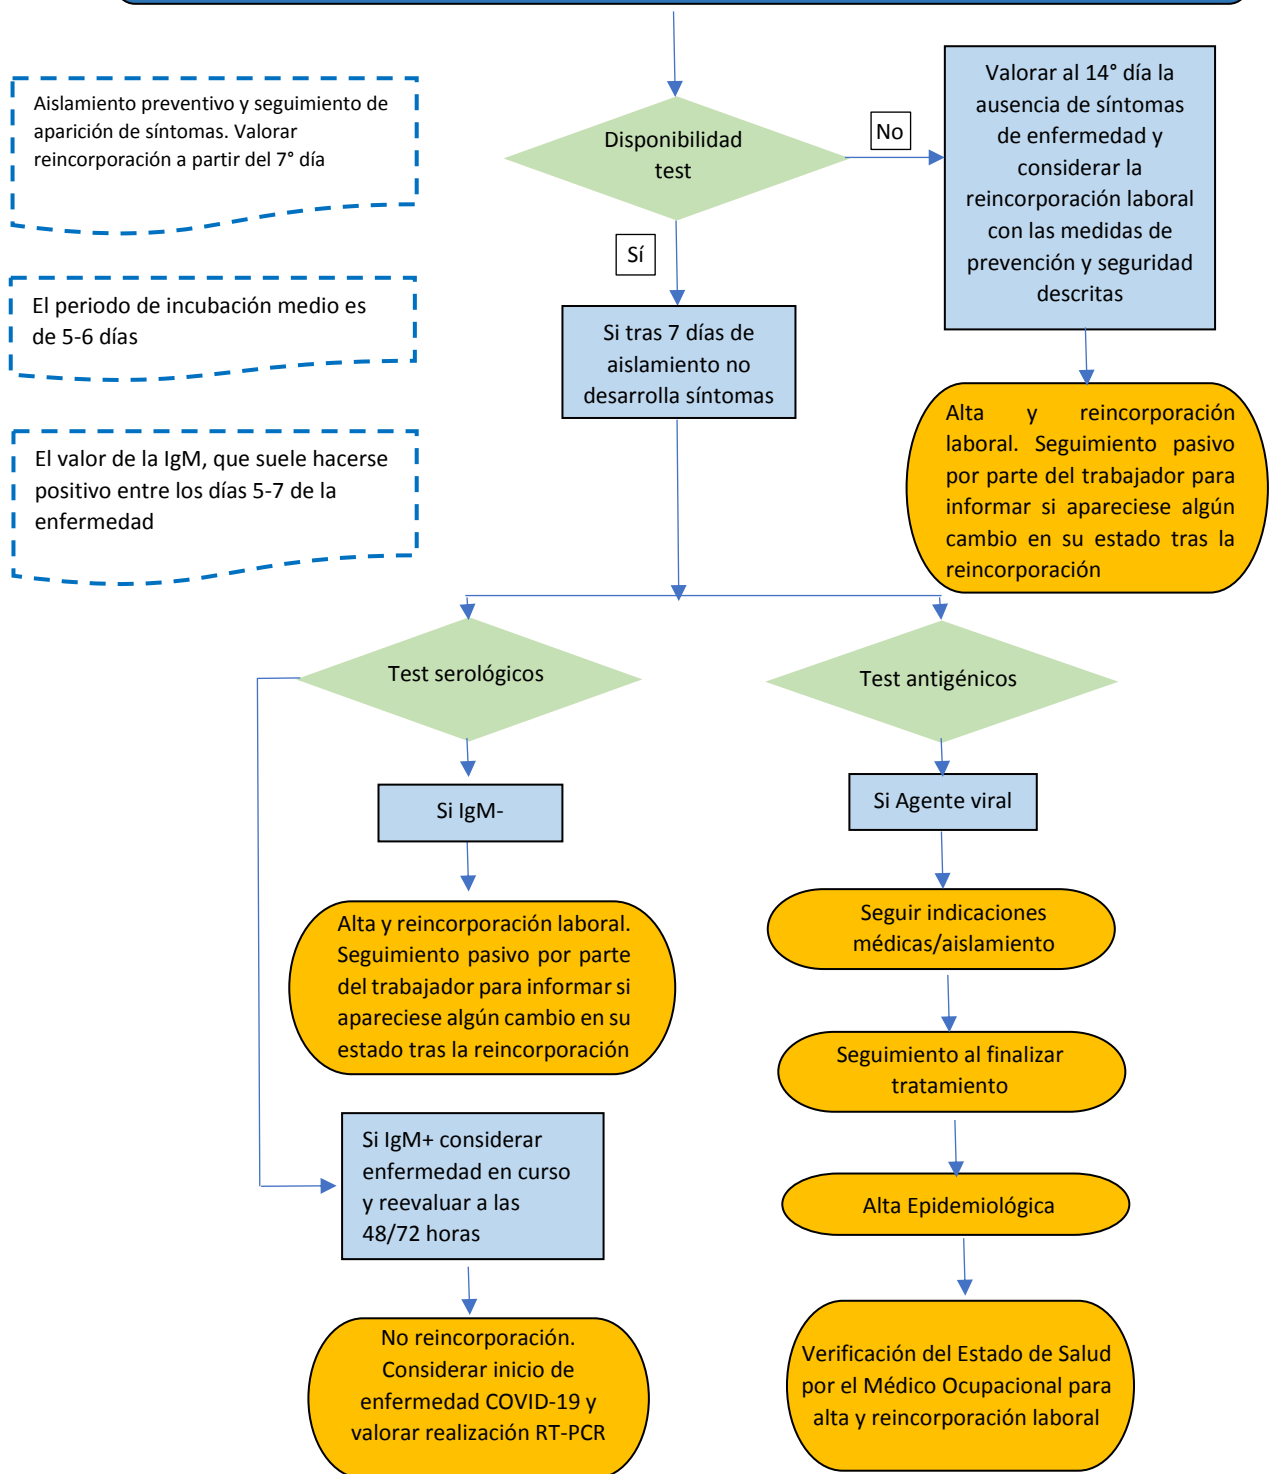 Aislamiento preventivo y seguimiento de
aparición de síntomas. Valorar
reincorporación a partir del 7° día
El periodo de incubación medio es
de 5-6 días
El valor de la IgM, que suele hacerse
positivo entre los días 5-7 de la
enfermedad
Disponibilidad
test
No
Valorar al 14° día la
ausencia de síntomas
de enfermedad y
considerar la
reincorporación laboral
con las medidas de
prevención y seguridad
descritas
Sí
Si tras 7 días de
aislamiento no
desarrolla síntomas
Alta y reincorporación
laboral. Seguimiento pasivo
por parte del trabajador para
informar si apareciese algún
cambio en su estado tras la
reincorporación
Test serológicos
Test antigénicos
Si IgM-
Si Agente viral
Alta y reincorporación laboral.
Seguimiento pasivo por parte
del trabajador para informar si
apareciese algún cambio en su
estado tras la reincorporación
Seguir indicaciones
médicas/aislamiento
Seguimiento al finalizar
tratamiento
Si IgM+ considerar
enfermedad en curso
y reevaluar a las
48/72 horas
Alta Epidemiológica
No reincorporación.
Considerar inicio de
enfermedad COVID-19 y
valorar realización RT-PCR
Verificación del Estado de Salud
por el Médico Ocupacional para
alta y reincorporación laboral